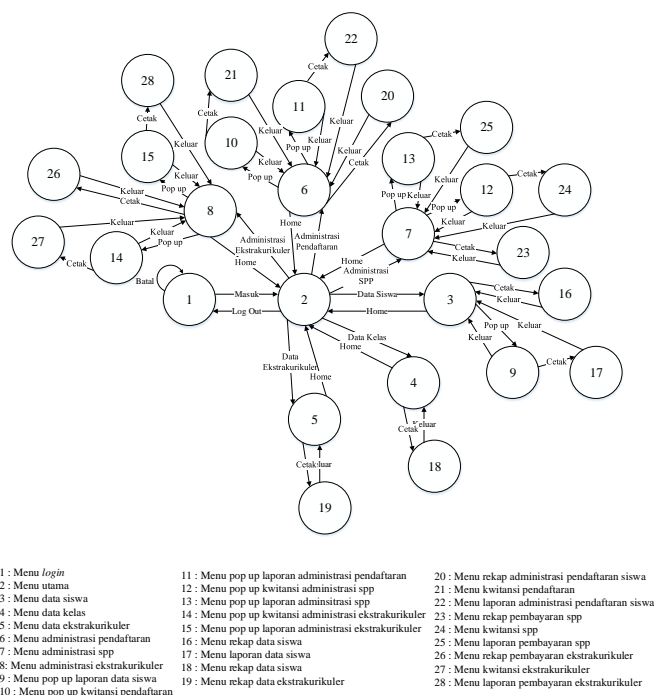 22
Cetak
28
21
20
11
Keluar
Cetak
Cetak
Keluar
Keluar
Keluar
Pop up
Keluar
Cetak
10
15
Keluar
Keluar
Pop up
Pop up
6
26
Keluar
Cetak
8
Home
Administrasi
Pendaftaran
Administrasi
Ekstrakurikuler
Home
27
Keluar
Keluar
Pop up
14
Cetak
Batal
13
Cetak
25
Keluar
Pop up
Keluar
Pop up
12
Cetak
24
Keluar
Keluar
7
Cetak
Keluar
23
Home
Administrasi
SPP
1
Masuk
Log Out
2
Data Siswa
Home
3
Cetak
Keluar
16
Pop up
Keluar
Keluar
9
Cetak
17
Data Kelas
Home
4
Cetak
Keluar
18
Data
Ekstrakurikuler
Home
5
Cetak
luar
19
1 : Menu login
2 : Menu utama
3 : Menu data siswa
4 : Menu data kelas
5 : Menu data ekstrakurikuler
6 : Menu administrasi pendaftaran
7 : Menu administrasi spp
8: Menu administrasi ekstrakurikuler
9 : Menu pop up laporan data siswa
10 : Menu pop up kwitansi pendaftaran
11 : Menu pop up laporan administrasi pendaftaran
12 : Menu pop up kwitansi administrasi spp
13 : Menu pop up laporan adminsitrasi spp
14 : Menu pop up kwitansi administrasi ekstrakurikuler
15 : Menu pop up laporan administrasi ekstrakurikuler
16 : Menu rekap data siswa
17 : Menu laporan data siswa
18 : Menu rekap data siswa
19 : Menu rekap data ekstrakurikuler
20 : Menu rekap administrasi pendaftaran siswa
21 : Menu kwitansi pendaftaran
22 : Menu laporan administrasi pendaftaran siswa
23 : Menu rekap pembayaran spp
24 : Menu kwitansi spp
25 : Menu laporan pembayaran spp
26 : Menu rekap pembayaran ekstrakurikuler
27 : Menu kwitansi ekstrakurikuler
28 : Menu laporan pembayaran ekstrakurikuler